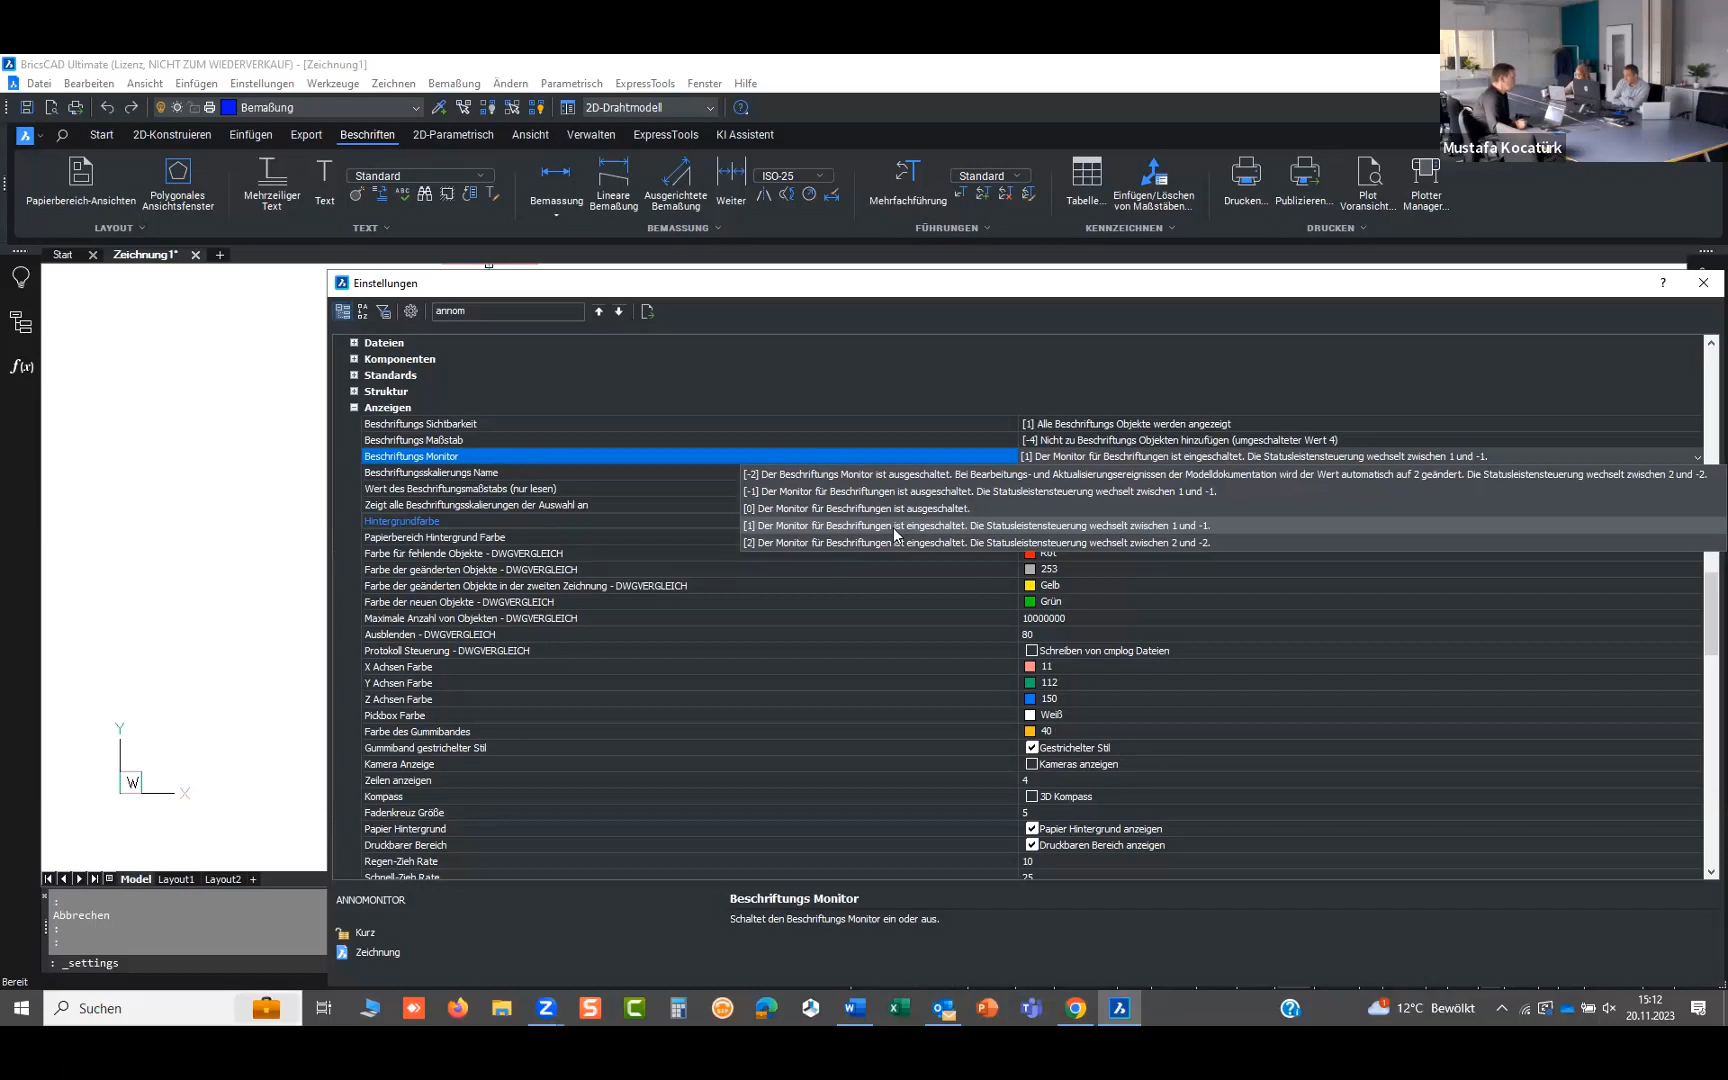 Mustafa Kocatürk
BricsCAD Ultimate (Lizenz, NICHT ZUM WIEDERVERKAUF) - [Zeichnung1]
Datei Bearbeiten Ansicht Einfügen Einstellungen Werkzeuge Zeichnen Bemaßung Ändern Parametrisch ExpressTools Fenster Hilfe
Bemaßung 2D-Drahtmodell
Start 2D-Konstruieren Einfügen Export Beschriften 2D-Parametrisch Ansicht Verwalten ExpressTools KI Assistent
Standard ISO-25 Standard
Papierbereich-Ansichten Polygonales Ansichtsfenster Mehrzeiliger Text Text Bemassung Lineare Bemaßung Ausgerichtete Bemaßung Weiter Mehrfachführung Tabelle... Einfügen/Löschen von Maßstäben... Drucken... Publizieren... Plot Voransicht... Plotter Manager...
LAYOUT TEXT BEMASSUNG FÜHRUNGEN KENNZEICHNEN DRUCKEN
Start Zeichnung1*
Einstellungen
annom
f(x)
Dateien
Komponenten
Standards
Struktur
Anzeigen
Beschriftungs Sichtbarkeit [1] Alle Beschriftungs Objekte werden angezeigt
Beschriftungs Maßstab [-4] Nicht zu Beschriftungs Objekten hinzufügen (umgeschalteter Wert 4)
Beschriftungs Monitor [1] Der Monitor für Beschriftungen ist eingeschaltet. Die Statusleistensteuerung wechselt zwischen 1 und -1.
Beschriftungsskalierungs Name
[-2] Der Beschriftungs Monitor ist ausgeschaltet. Bei Bearbeitungs- und Aktualisierungsereignissen der Modelldokumentation wird der Wert automatisch auf 2 geändert. Die Statusleistensteuerung wechselt zwischen 2 und -2.
Wert des Beschriftungsmaßstabs (nur lesen)
[-1] Der Monitor für Beschriftungen ist ausgeschaltet. Die Statusleistensteuerung wechselt zwischen 1 und -1.
Zeigt alle Beschriftungsskalierungen der Auswahl an
[0] Der Monitor für Beschriftungen ist ausgeschaltet.
Hintergrundfarbe
[1] Der Monitor für Beschriftungen ist eingeschaltet. Die Statusleistensteuerung wechselt zwischen 1 und -1.
Papierbereich Hintergrund Farbe
[2] Der Monitor für Beschriftungen ist eingeschaltet. Die Statusleistensteuerung wechselt zwischen 2 und -2.
Farbe für fehlende Objekte - DWGVERGLEICH Rot
Farbe der geänderten Objekte - DWGVERGLEICH 253
Farbe der geänderten Objekte in der zweiten Zeichnung - DWGVERGLEICH Gelb
Farbe der neuen Objekte - DWGVERGLEICH Grün
Maximale Anzahl von Objekten - DWGVERGLEICH 10000000
Ausblenden - DWGVERGLEICH 80
Protokoll Steuerung - DWGVERGLEICH Schreiben von cmplog Dateien
X Achsen Farbe 11
Y Achsen Farbe 112
Z Achsen Farbe 150
Pickbox Farbe Weiß
Farbe des Gummibandes 40
Gummiband gestrichelter Stil Gestrichelter Stil
Kamera Anzeige Kameras anzeigen
Zeilen anzeigen 4
Kompass 3D Kompass
Fadenkreuz Größe 5
Papier Hintergrund Papier Hintergrund anzeigen
Druckbarer Bereich Druckbaren Bereich anzeigen
Regen-Zieh Rate 10
Schnell-Zieh Rate 25
Y
W X
Model Layout1 Layout2 +
ANNOMONITOR
Kurz
Zeichnung
Beschriftungs Monitor
Schaltet den Beschriftungs Monitor ein oder aus.
:
Abbrechen
:
:
: _settings
Bereit
Suchen
12°C Bewölkt
15:12
20.11.2023